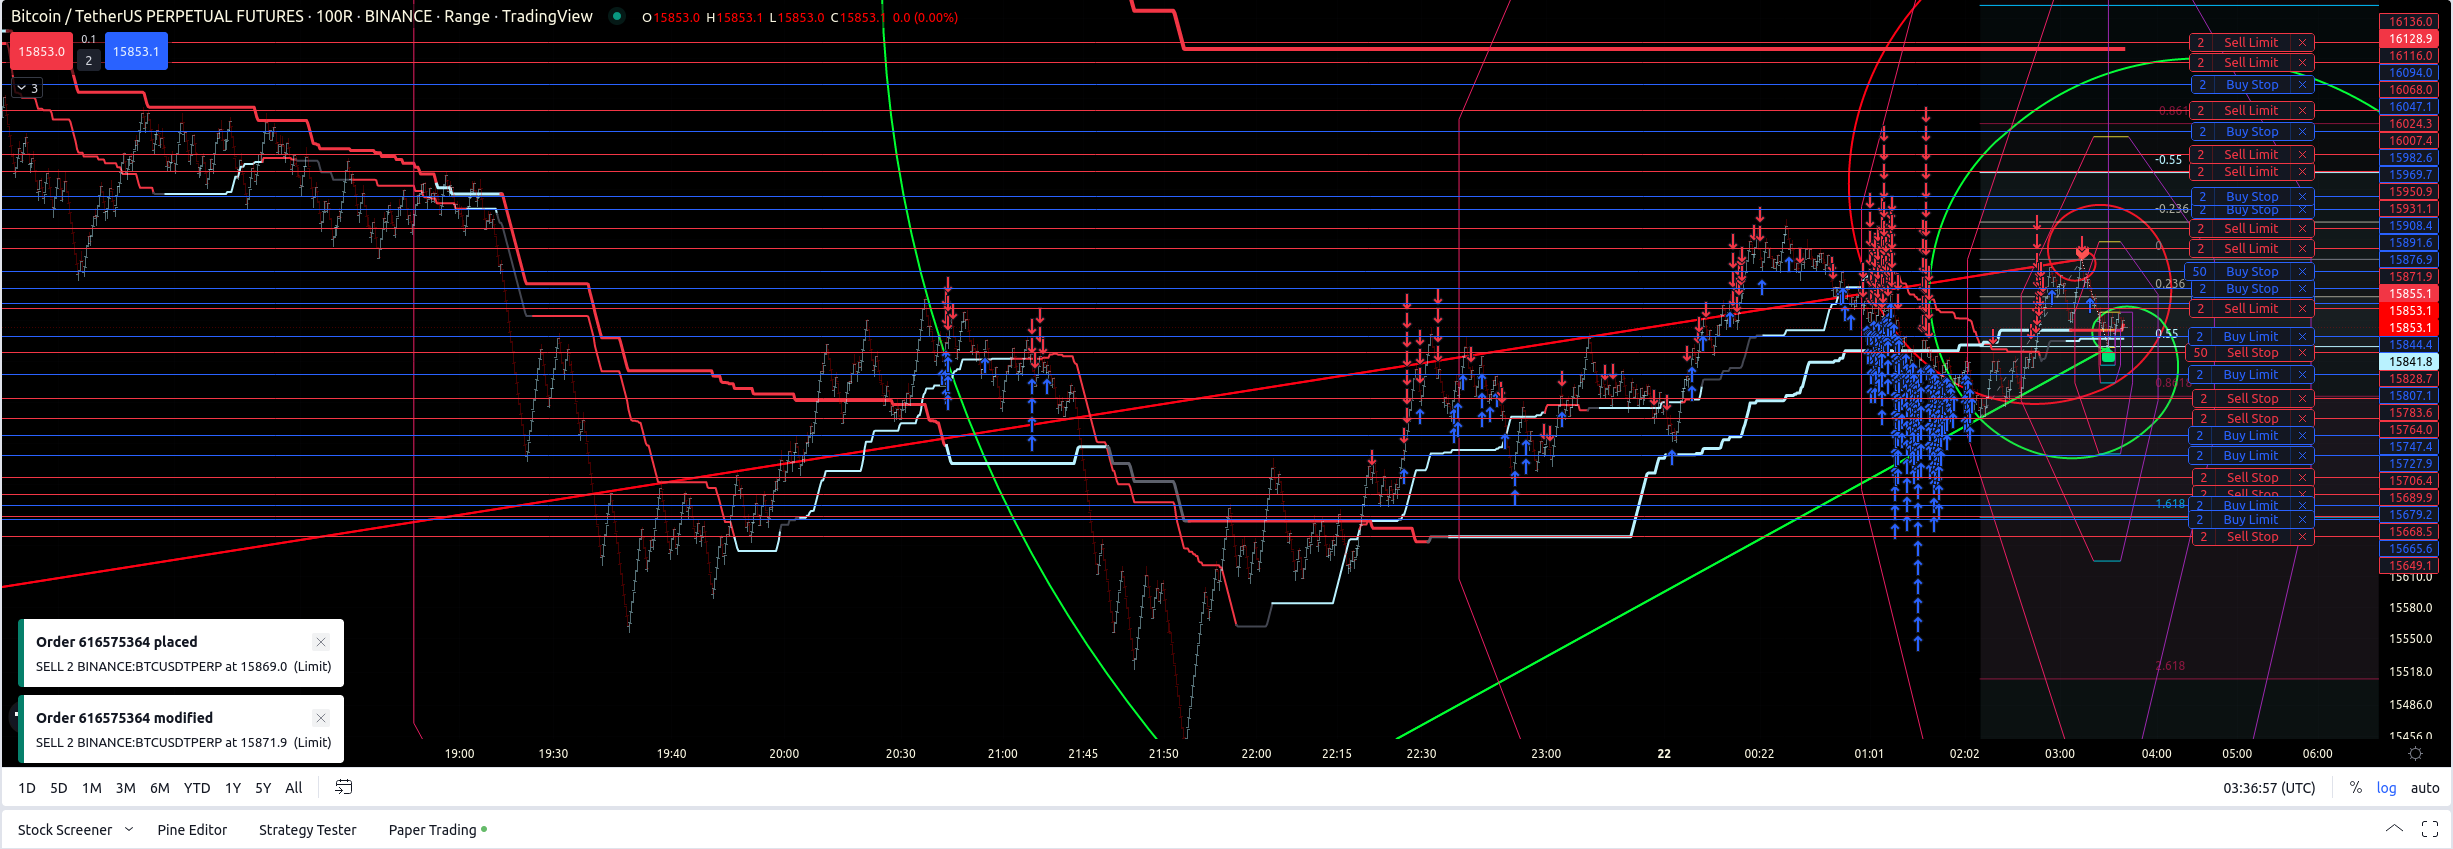 Bitcoin / TetherUS PERPETUAL FUTURES · 100R · BINANCE · Range · TradingView O15853.0 H15853.1 L15853.0 C15853.1 0.0 (0.00%)
15853.0 0.1 2 15853.1
3
2 Sell Limit
2 Sell Limit
2 Buy Stop
0.861 2 Sell Limit
2 Buy Stop
2 Sell Limit
-0.55
2 Sell Limit
2 Buy Stop
-0.236 2 Buy Stop
2 Sell Limit
0 2 Sell Limit
50 Buy Stop
0.236 2 Buy Stop
2 Sell Limit
0.55 2 Buy Limit
50 Sell Stop
2 Buy Limit
0.8618
2 Sell Stop
2 Sell Stop
2 Buy Limit
2 Buy Limit
2 Sell Stop
2 Sell Stop
1.618 2 Buy Limit
2 Buy Limit
2 Sell Stop
2.618
16136.0
16128.9
16116.0
16094.0
16068.0
16047.1
16024.3
16007.4
15982.6
15969.7
15950.9
15931.1
15908.4
15891.6
15876.9
15871.9
15855.1
15853.1
15853.1
15844.4
15841.8
15828.7
15807.1
15783.6
15764.0
15747.4
15727.9
15706.4
15689.9
15679.2
15668.5
15665.6
15649.1
15610.0
15580.0
15550.0
15518.0
15486.0
15456.0
Order 616575364 placed
SELL 2 BINANCE:BTCUSDTPERP at 15869.0 (Limit)
Order 616575364 modified
SELL 2 BINANCE:BTCUSDTPERP at 15871.9 (Limit)
19:00 19:30 19:40 20:00 20:30 21:00 21:45 21:50 22:00 22:15 22:30 23:00 22 00:22 01:01 02:02 03:00 04:00 05:00 06:00
1D 5D 1M 3M 6M YTD 1Y 5Y All 03:36:57 (UTC) % log auto
Stock Screener Pine Editor Strategy Tester Paper Trading